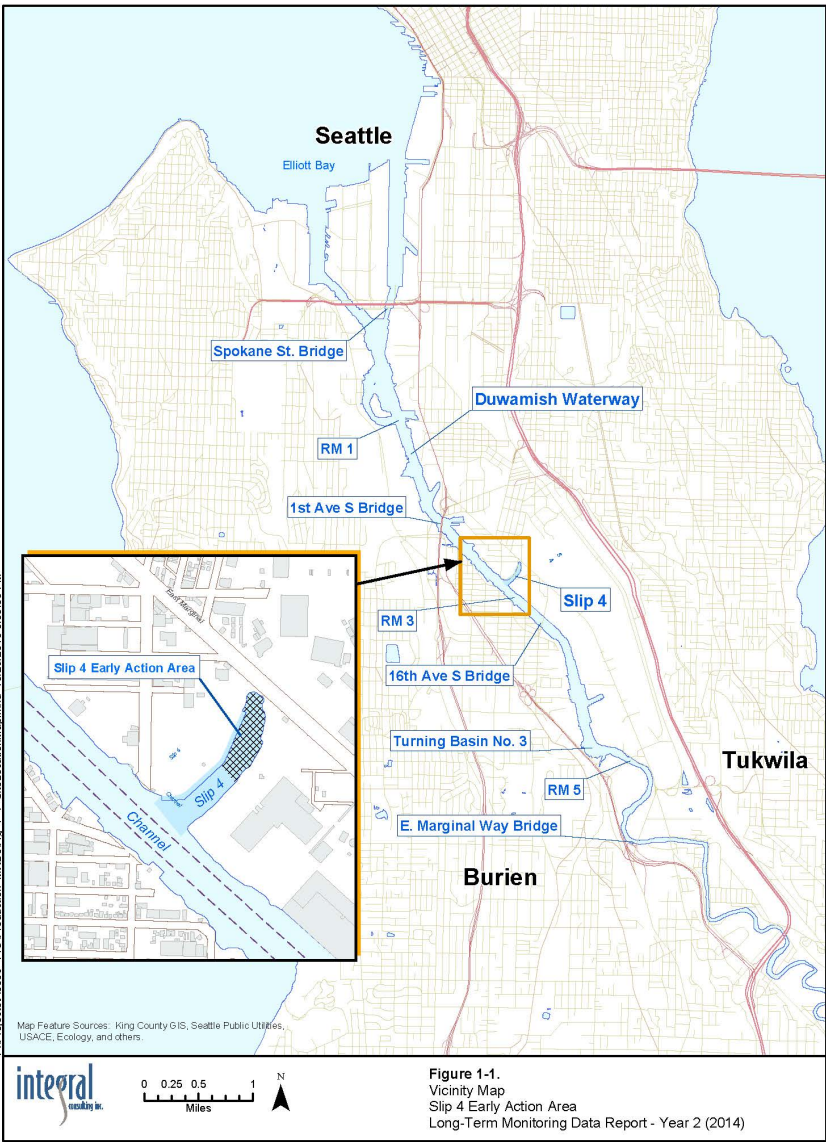 Seattle
Elliott Bay
Spokane St. Bridge
Duwamish Waterway
RM 1
1st Ave S Bridge
Slip 4
RM 3
16th Ave S Bridge
Turning Basin No. 3
Tukwila
RM 5
E. Marginal Way Bridge
Burien
East Marginal
Slip 4 Early Action Area
Slip 4
Channel
Slip 4
Channel
Map Feature Sources: King County GIS, Seattle Public Utilities,
USACE, Ecology, and others.
integral
consulting inc.
0 0.25 0.5 1
Miles
N
Figure 1-1.
Vicinity Map
Slip 4 Early Action Area
Long-Term Monitoring Data Report - Year 2 (2014)